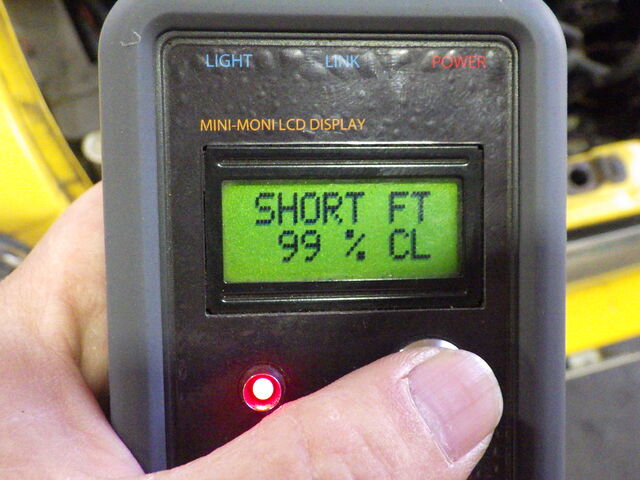 LIGHT LINK POWER
MINI-MONI LCD DISPLAY
SHORT FT
99 % CL